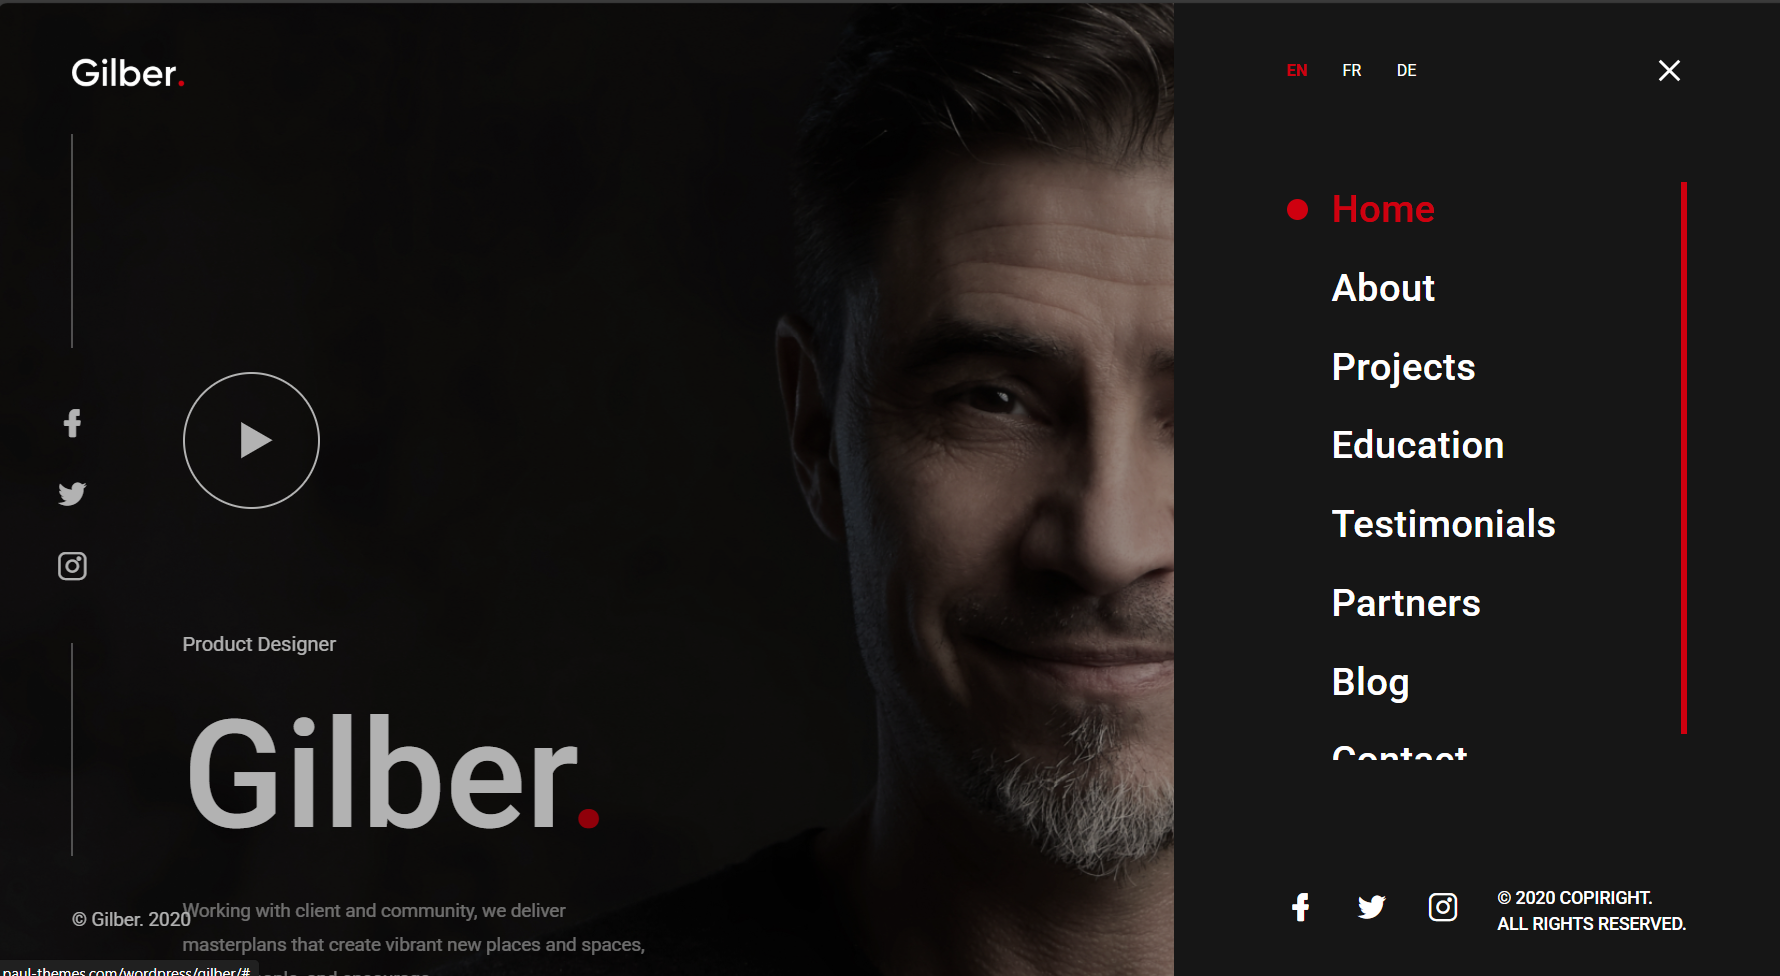 Gilber.
Product Designer
Gilber.
Working with client and community, we deliver
masterplans that create vibrant new places and spaces,
© Gilber. 2020
paul-themes.com/wordpress/gilber/#
EN FR DE
Home
About
Projects
Education
Testimonials
Partners
Blog
Contact
© 2020 COPIRIGHT.
ALL RIGHTS RESERVED.